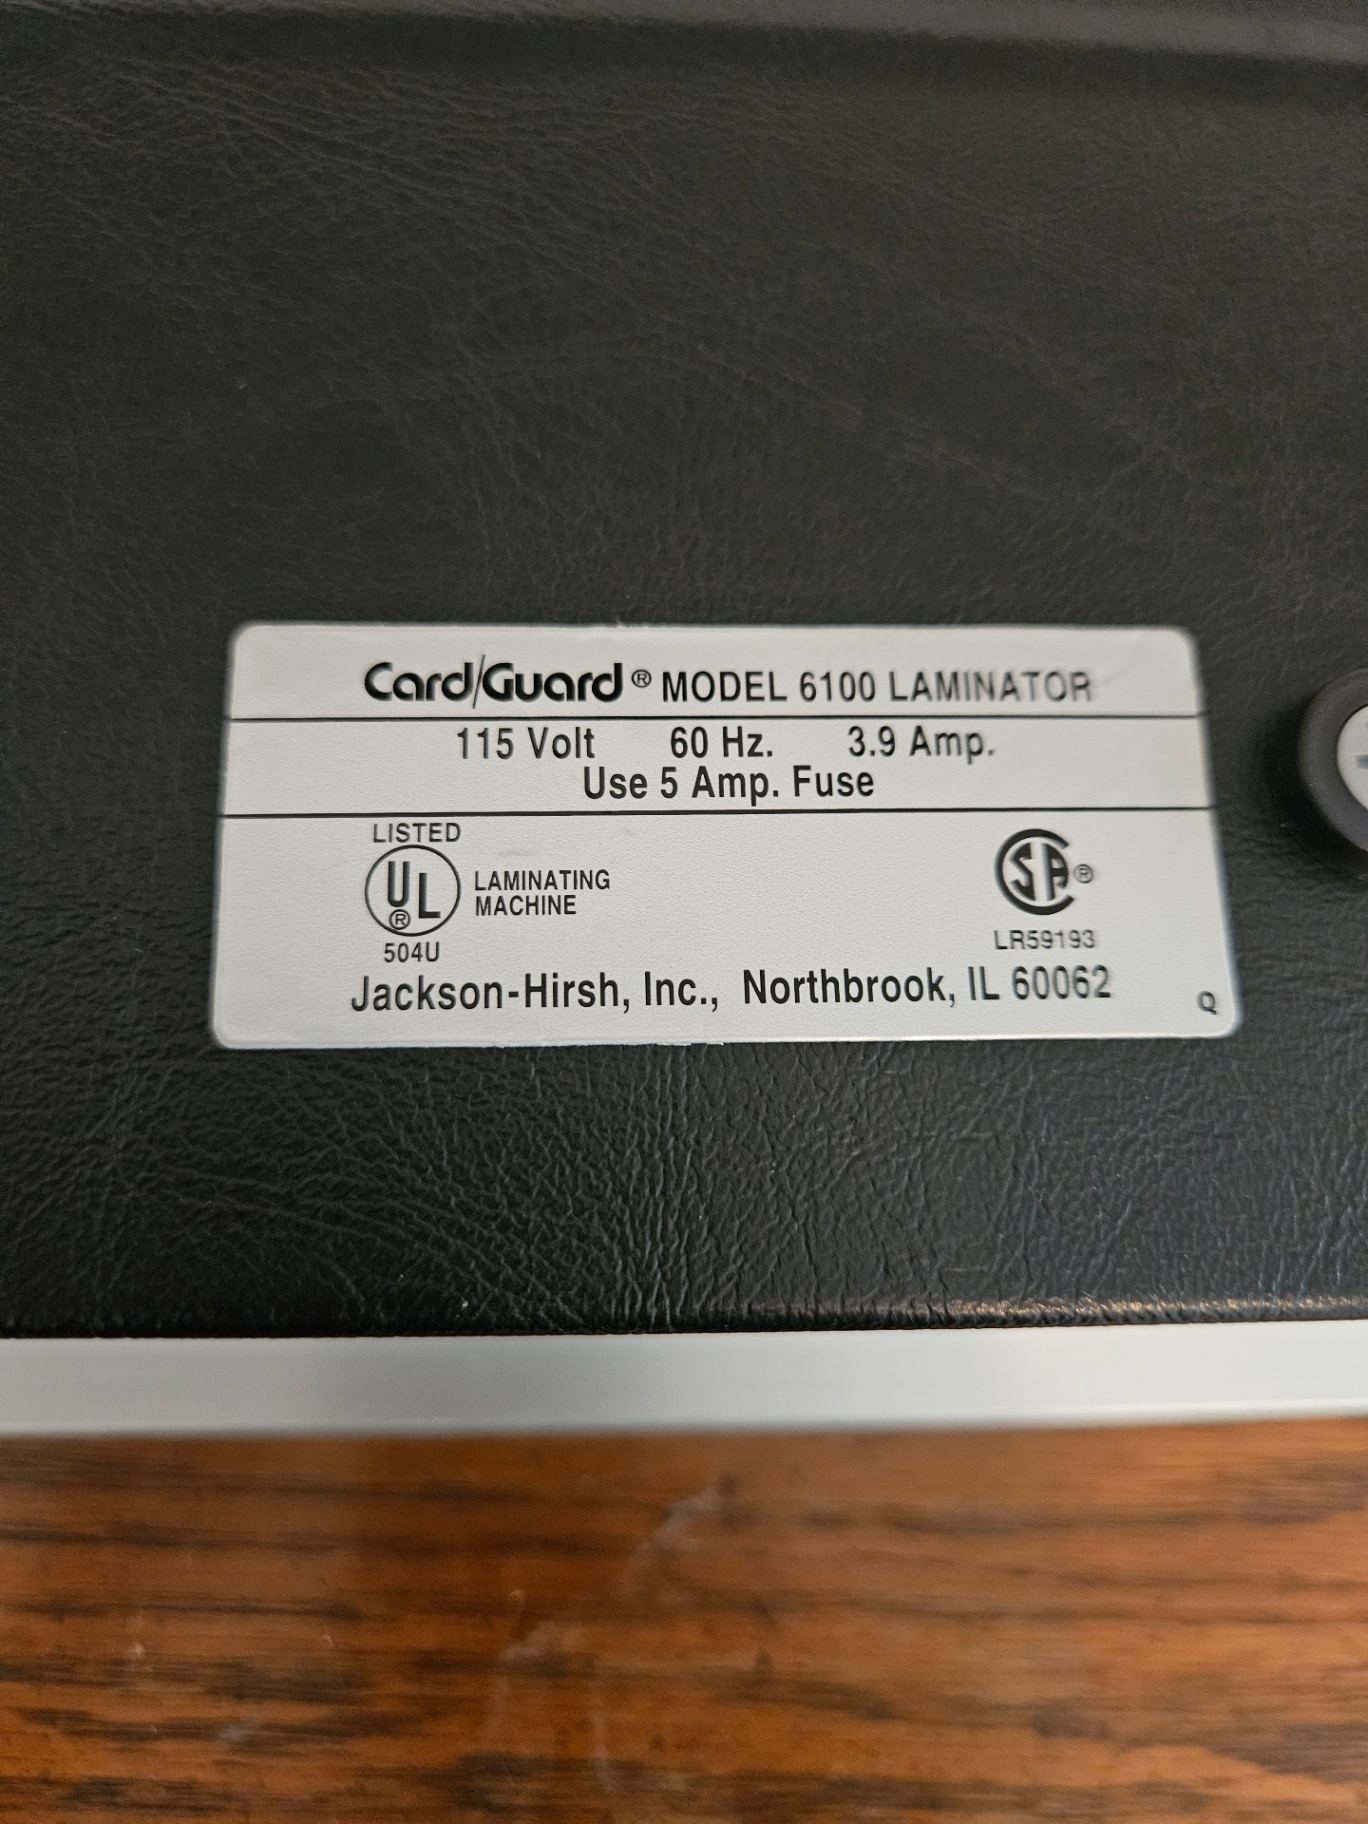 Card/Guard® MODEL 6100 LAMINATOR
115 Volt 60 Hz. 3.9 Amp.
Use 5 Amp. Fuse
LISTED
UL®
LAMINATING
MACHINE
504U
SA®
LR59193
Jackson-Hirsh, Inc., Northbrook, IL 60062
Q